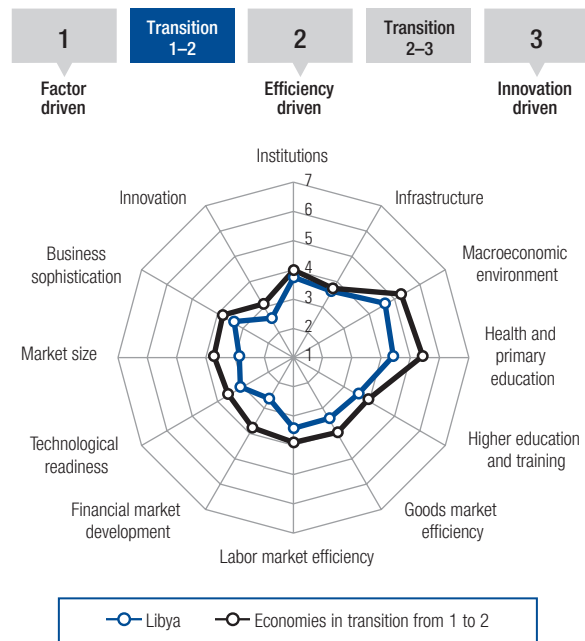 1
Transition
1–2
2
Transition
2–3
3
Factor
driven
Efficiency
driven
Innovation
driven
Institutions
Infrastructure
Macroeconomic
environment
Health and
primary
education
Higher education
and training
Goods market
efficiency
Labor market efficiency
Financial market
development
Technological
readiness
Market size
Business
sophistication
Innovation
7
6
5
4
3
2
1
Libya
Economies in transition from 1 to 2